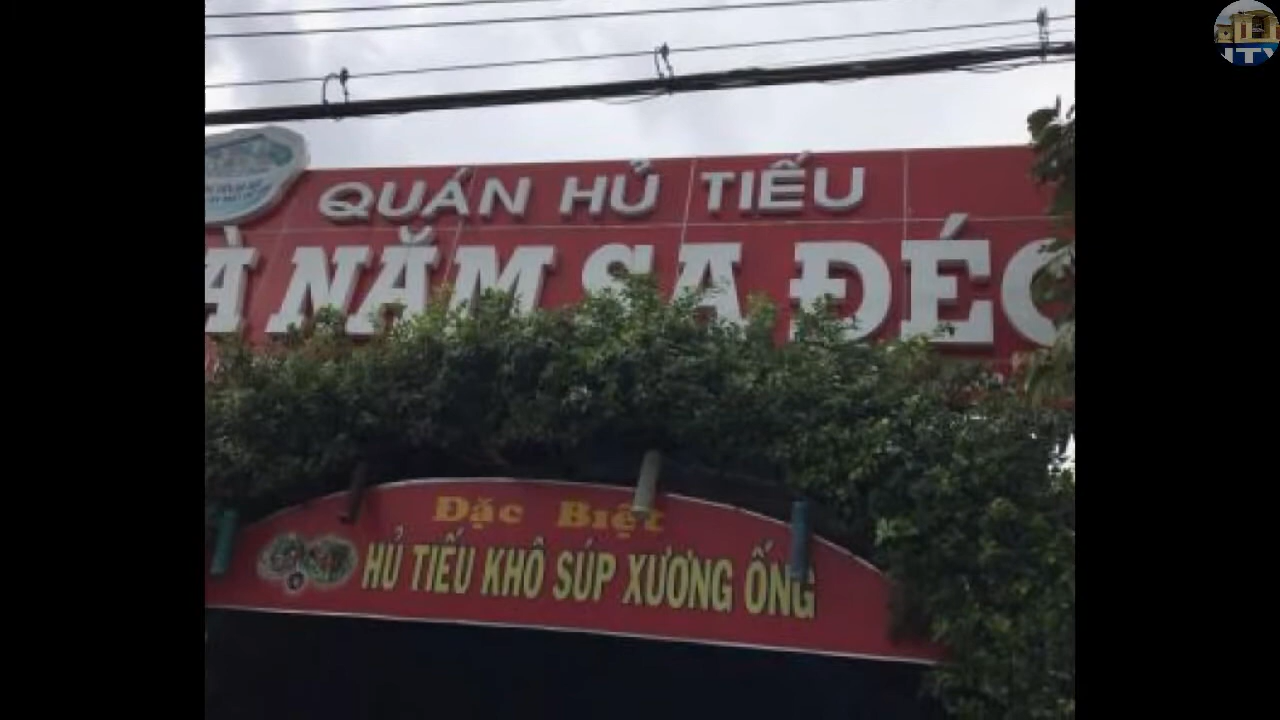 QUÁN HỦ TIẾU
À NĂM SA ĐÉC
Đặc Biệt
HỦ TIẾU KHÔ SÚP XƯƠNG ỐNG